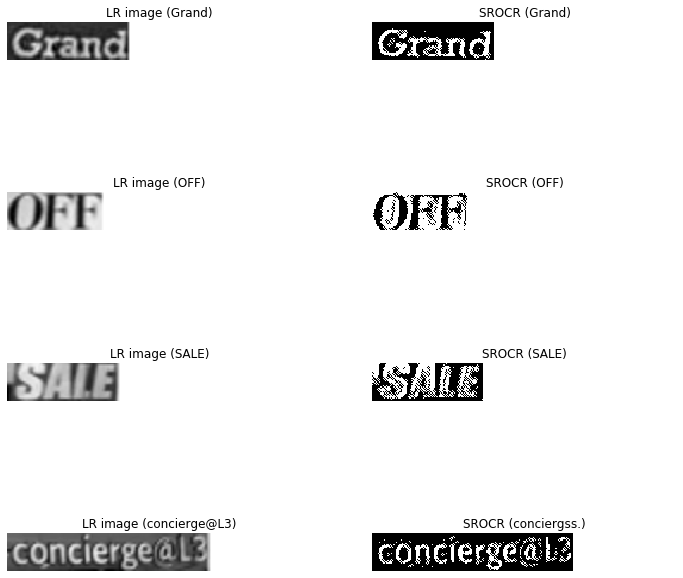 LR image (Grand) SROCR (Grand)
Grand Grand
LR image (OFF) SROCR (OFF)
OFF OFF
LR image (SALE) SROCR (SALE)
SALE SALE
LR image (concierge@L3) SROCR (conciergss.)
concierge@L3 concierge@L3